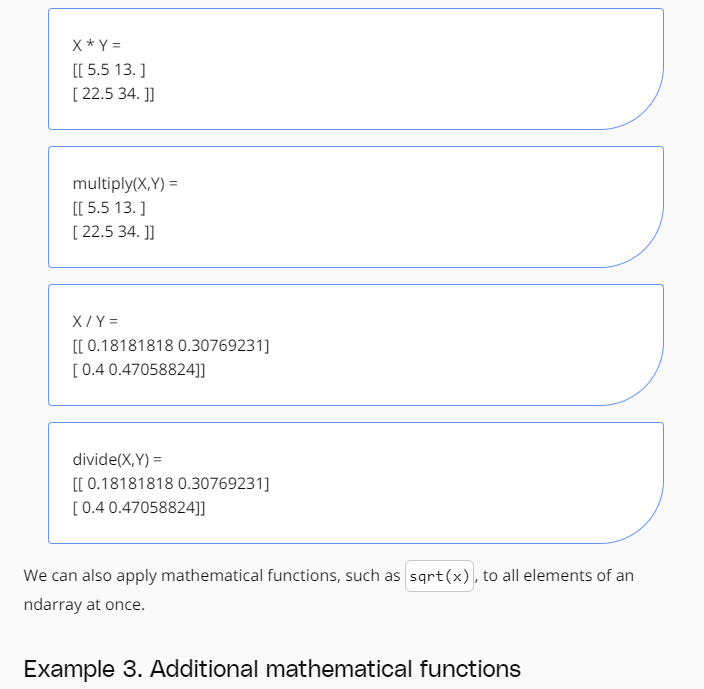 X * Y =
[[ 5.5 13. ]
[ 22.5 34. ]]
multiply(X,Y) =
[[ 5.5 13. ]
[ 22.5 34. ]]
X / Y =
[[ 0.18181818 0.30769231]
[ 0.4 0.47058824]]
divide(X,Y) =
[[ 0.18181818 0.30769231]
[ 0.4 0.47058824]]
We can also apply mathematical functions, such as sqrt(x), to all elements of an
ndarray at once.
Example 3. Additional mathematical functions